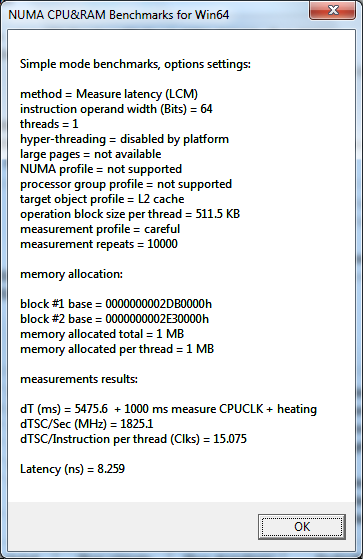 NUMA CPU&RAM Benchmarks for Win64
Simple mode benchmarks, options settings:
method = Measure latency (LCM)
instruction operand width (Bits) = 64
threads = 1
hyper-threading = disabled by platform
large pages = not available
NUMA profile = not supported
processor group profile = not supported
target object profile = L2 cache
operation block size per thread = 511.5 KB
measurement profile = careful
measurement repeats = 10000
memory allocation:
block #1 base = 0000000002DB0000h
block #2 base = 0000000002E30000h
memory allocated total = 1 MB
memory allocated per thread = 1 MB
measurements results:
dT (ms) = 5475.6  + 1000 ms measure CPUCLK + heating
dTSC/Sec (MHz) = 1825.1
dTSC/Instruction per thread (Clks) = 15.075
Latency (ns) = 8.259
OK